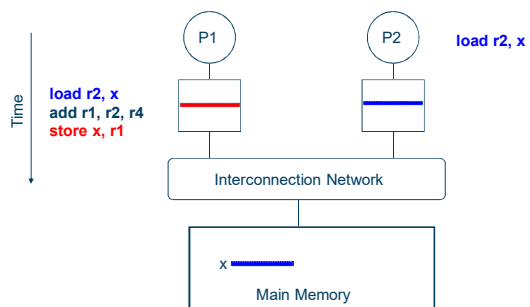 P1
P2
load r2, x
Time
load r2, x
add r1, r2, r4
store x, r1
Interconnection Network
x
Main Memory